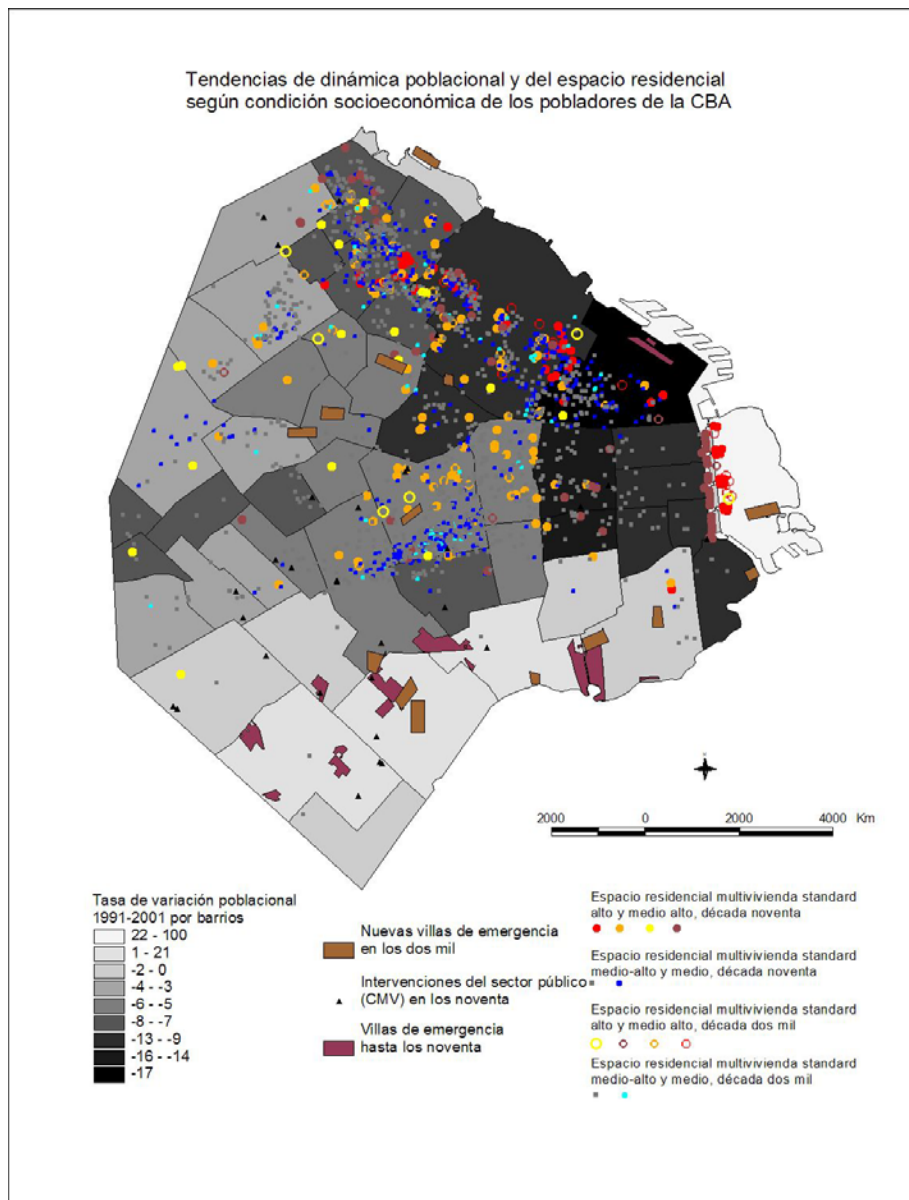 Tendencias de dinámica poblacional y del espacio residencial
según condición socioeconómica de los pobladores de la CBA
2000 0 2000 4000 Km
Tasa de variación poblacional
1991-2001 por barrios
22 - 100
1 - 21
-2 - 0
-4 - -3
-6 - -5
-8 - -7
-13 - -9
-16 - -14
-17
Nuevas villas de emergencia
en los dos mil
Intervenciones del sector público
(CMV) en los noventa
Villas de emergencia
hasta los noventa
Espacio residencial multivivienda standard
alto y medio alto, década noventa
Espacio residencial multivivienda standard
medio-alto y medio, década noventa
Espacio residencial multivivienda standard
alto y medio alto, década dos mil
Espacio residencial multivivienda standard
medio-alto y medio, década dos mil